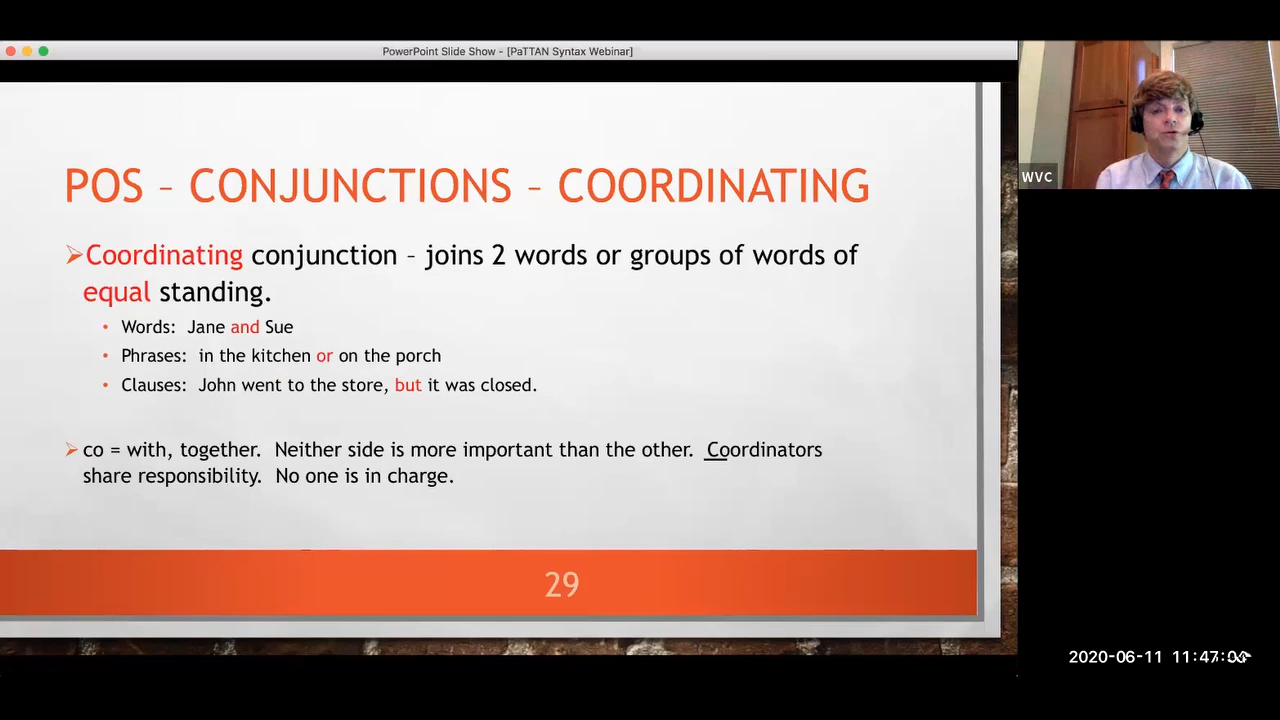 PowerPoint Slide Show - [PaTTAN Syntax Webinar]
POS – CONJUNCTIONS – COORDINATING
Coordinating conjunction – joins 2 words or groups of words of
equal standing.
Words: Jane and Sue
Phrases: in the kitchen or on the porch
Clauses: John went to the store, but it was closed.
co = with, together. Neither side is more important than the other. Coordinators
share responsibility. No one is in charge.
29
WVC
2020-06-11